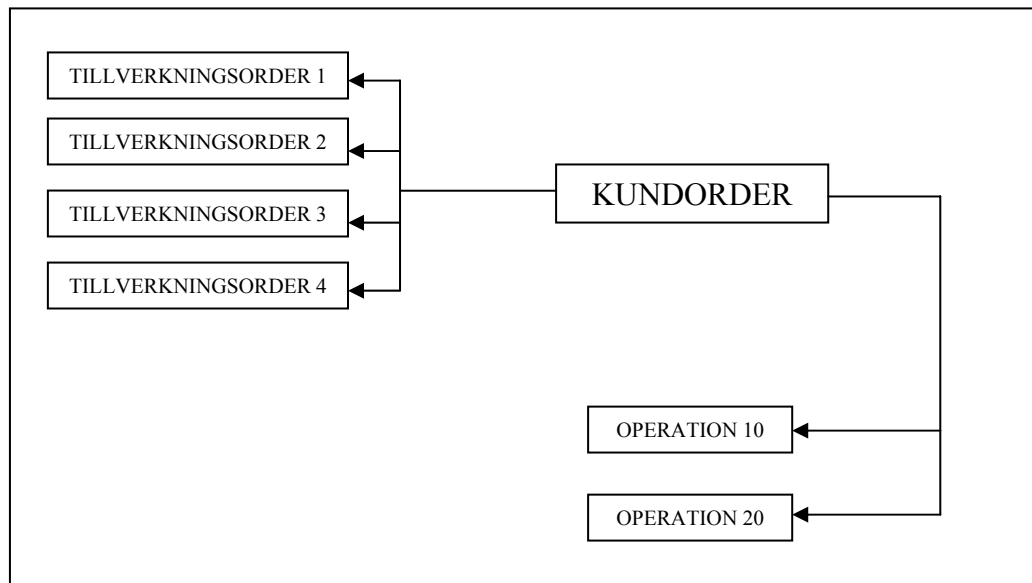 TILLVERKNINGSORDER 1
TILLVERKNINGSORDER 2
TILLVERKNINGSORDER 3
TILLVERKNINGSORDER 4
KUNDORDER
OPERATION 10
OPERATION 20